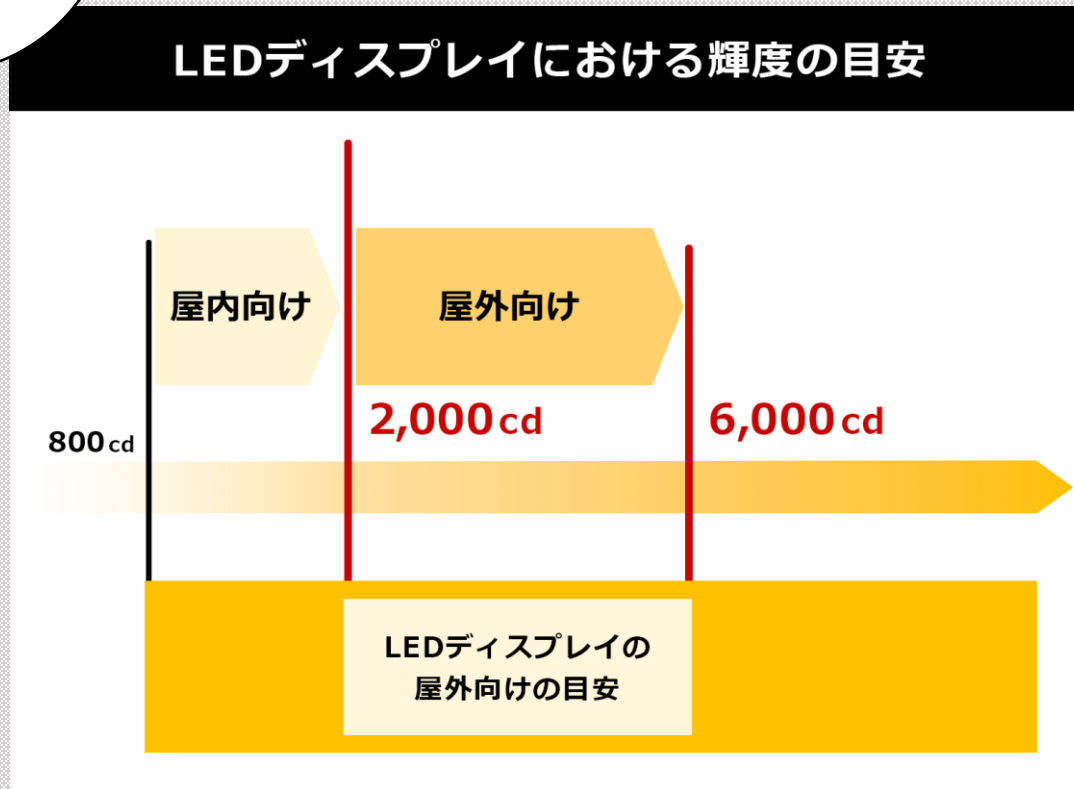 LEDディスプレイにおける輝度の目安
屋内向け
屋外向け
2,000cd
6,000cd
800cd
LEDディスプレイの
屋外向けの目安